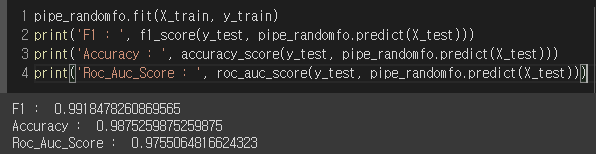 1 pipe_randomfo.fit(X_train, y_train)
2 print('F1 : ', f1_score(y_test, pipe_randomfo.predict(X_test)))
3 print('Accuracy : ', accuracy_score(y_test, pipe_randomfo.predict(X_test)))
4 print('Roc_Auc_Score : ', roc_auc_score(y_test, pipe_randomfo.predict(X_test)))
F1 :  0.9918478260869565
Accuracy :  0.9875259875259875
Roc_Auc_Score :  0.9755064816624323